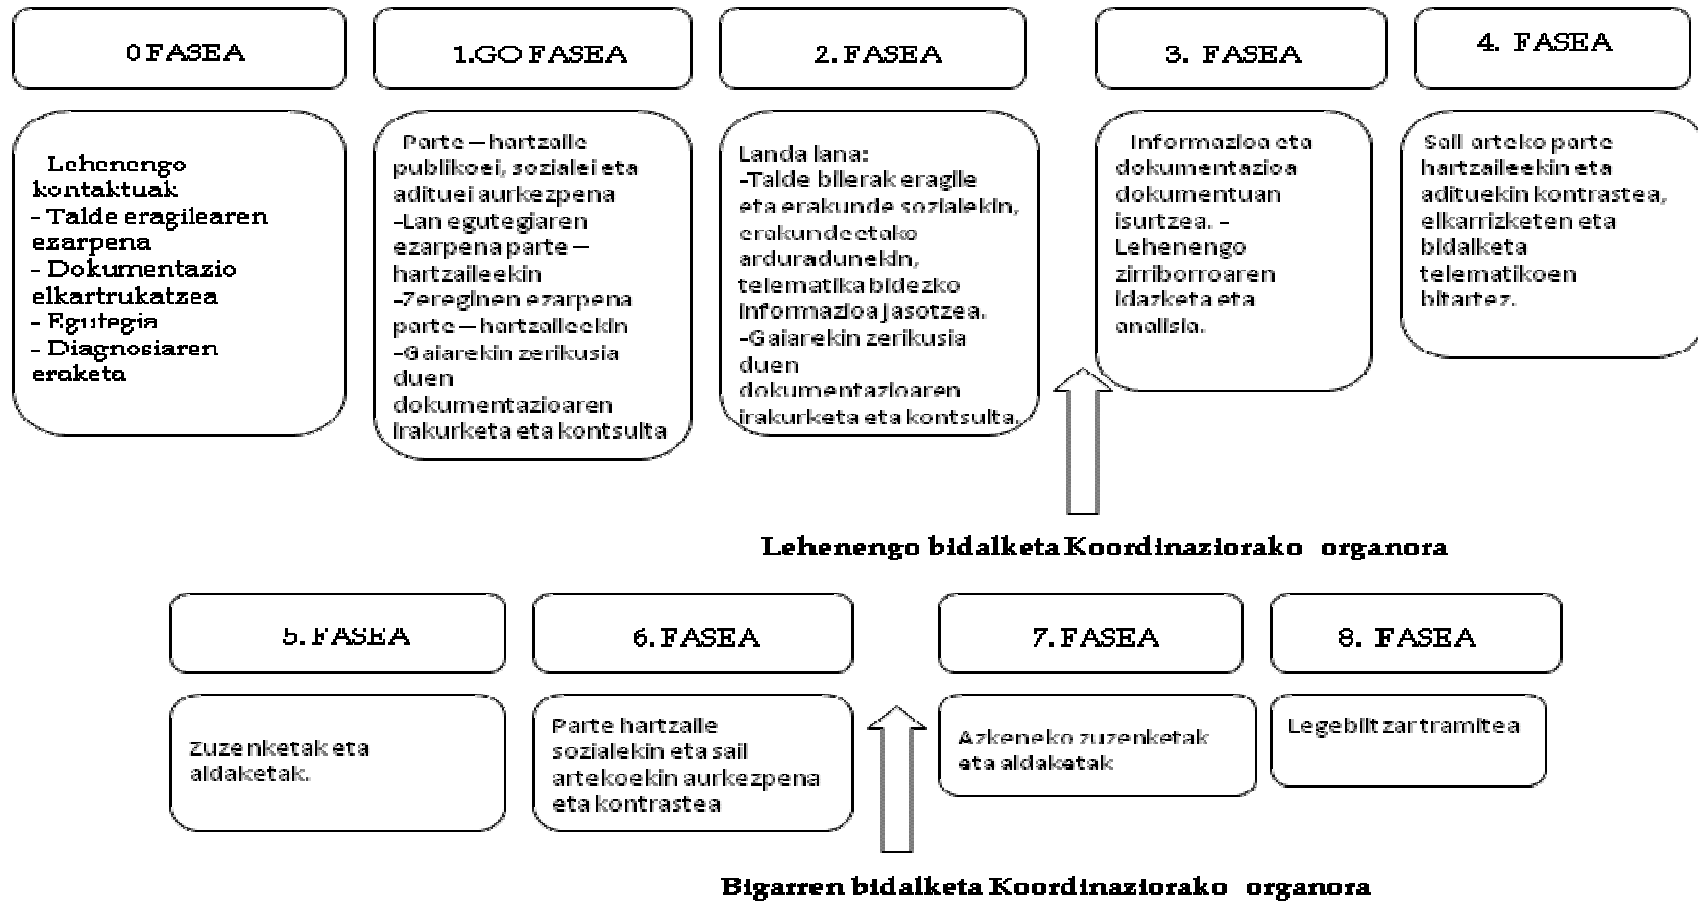 0 FASEA
Lehenengo
kontaktuak
- Talde eragilearen
ezarpena
- Dokumentazio
elkartrukatzea
- Egutegia
- Diagnosiaren
eraketa
1.GO FASEA
Parte – hartzaile
publikoei, sozialei eta
adituei aurkezpena
-Lan egutegiaren
ezarpena parte –
hartzaileekin
-Zereginen ezarpena
parte – hartzaileekin
-Gaiarekin zerikusia
duen
dokumentazioaren
irakurketa eta kontsulta
2. FASEA
Landa lana:
-Talde bilerak eragile
eta erakunde sozialekin,
erakundeetako
arduradunekin,
telematika bidezko
informazioa jasotzea.
-Gaiarekin zerikusia
duen
dokumentazioaren
irakurketa eta kontsulta.
3. FASEA
Informazioa eta
dokumentazioa
dokumentuan
isurtzea. -
Lehenengo
zirriborroaren
idazketa eta
analisia.
4. FASEA
Sail arteko parte
hartzaileekin eta
adituekin kontrastea,
elkarrizketen eta
bidalketa
telematikoen
bitartez.
Lehenengo bidalketa Koordinaziorako organora
5. FASEA
Zuzenketak eta
aldaketak.
6. FASEA
Parte hartzaile
sozialekin eta sail
artekoekin aurkezpena
eta kontrastea
7. FASEA
Azkeneko zuzenketak
eta aldaketak
8. FASEA
Legebiltzar tramitea
Bigarren bidalketa Koordinaziorako organora